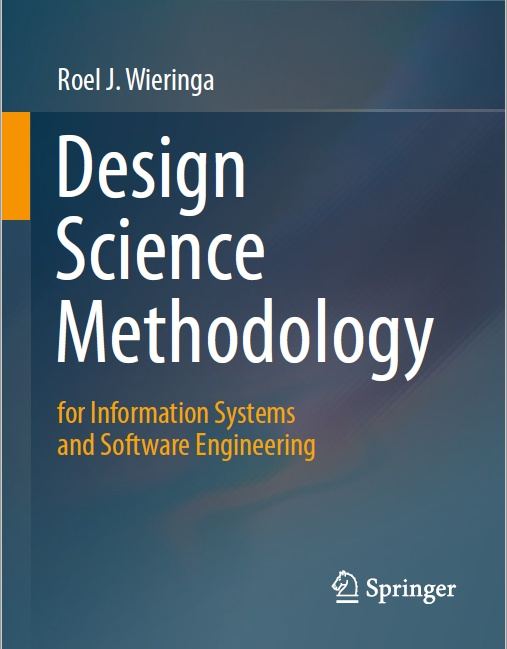 Roel J. Wieringa
Design
Science
Methodology
for Information Systems
and Software Engineering
Springer